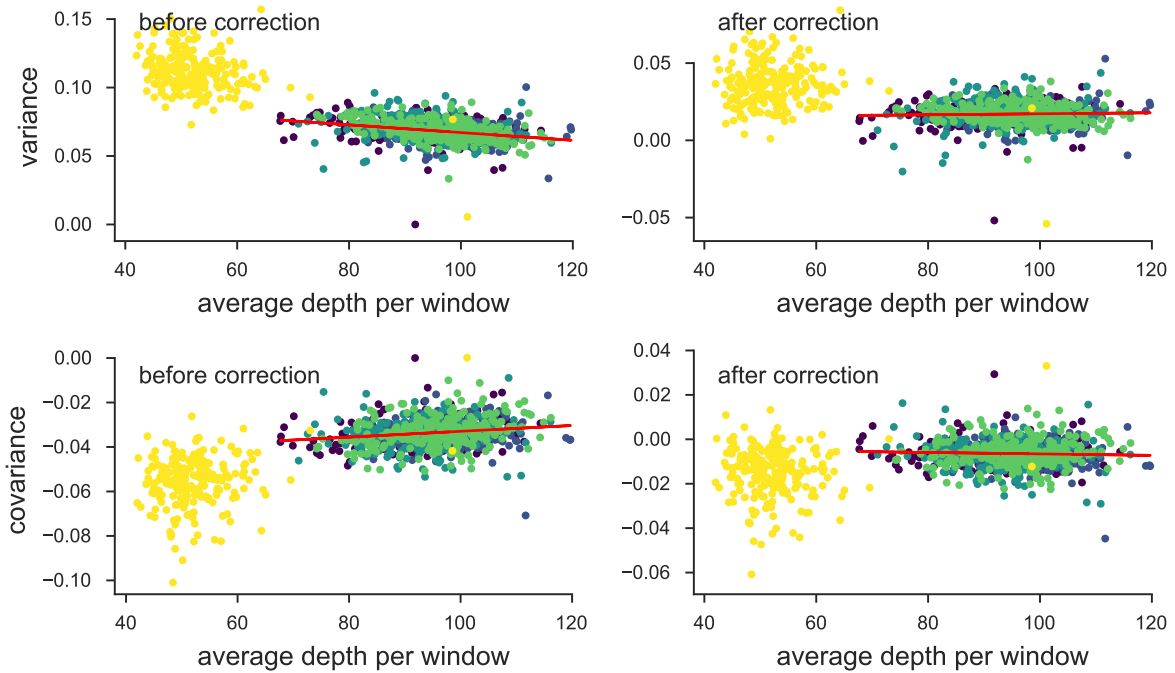 before correction
0.15
0.10
0.05
0.00
variance
40 60 80 100 120
average depth per window
after correction
0.05
0.00
−0.05
40 60 80 100 120
average depth per window
before correction
0.00
−0.02
−0.04
−0.06
−0.08
−0.10
covariance
40 60 80 100 120
average depth per window
after correction
0.04
0.02
0.00
−0.02
−0.04
−0.06
40 60 80 100 120
average depth per window